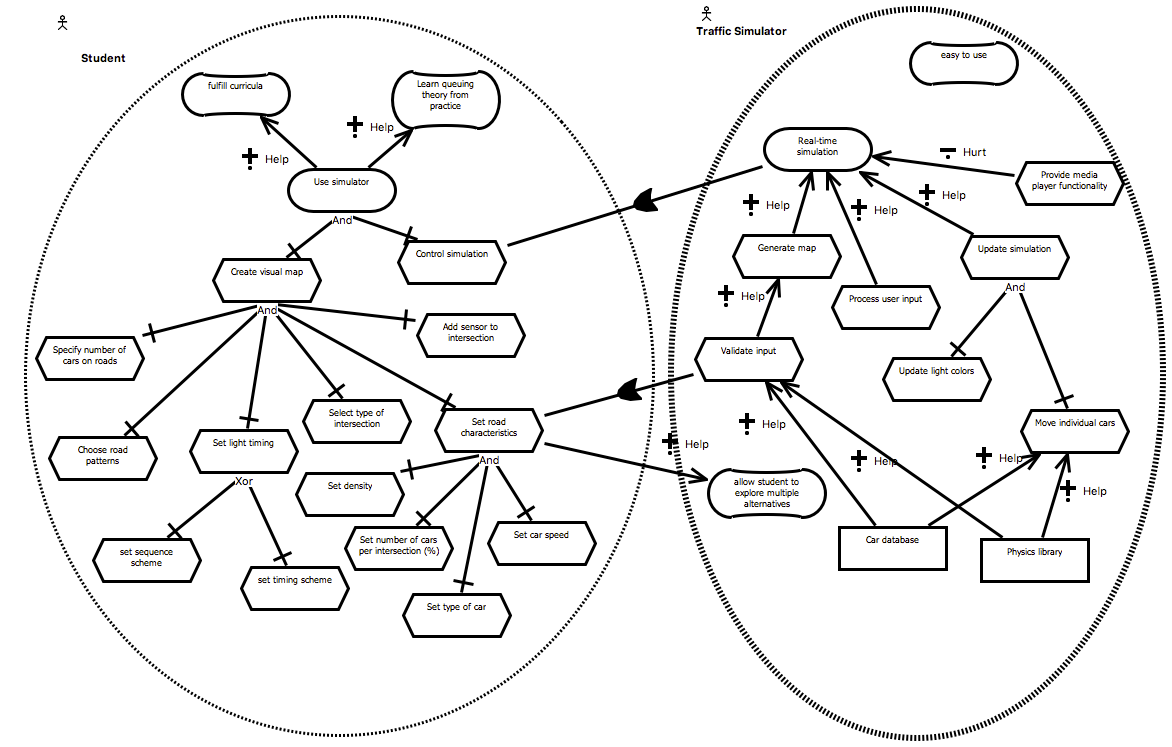 Student
Traffic Simulator
fulfill curricula
Learn queuing
theory from
practice
easy to use
Help
Help
Use simulator
And
Real-time
simulation
Hurt
Provide media
player functionality
Help
Help
Help
Create visual map
And
Control simulation
Generate map
Update simulation
And
Help
Process user input
Specify number of
cars on roads
Add sensor to
intersection
Validate input
Update light colors
Choose road
patterns
Set light timing
Xor
Select type of
intersection
Set road
characteristics
And
Move individual cars
Help
Help
Help
Help
Help
Set density
allow student to
explore multiple
alternatives
set sequence
scheme
set timing scheme
Set number of cars
per intersection (%)
Set car speed
Set type of car
Car database
Physics library